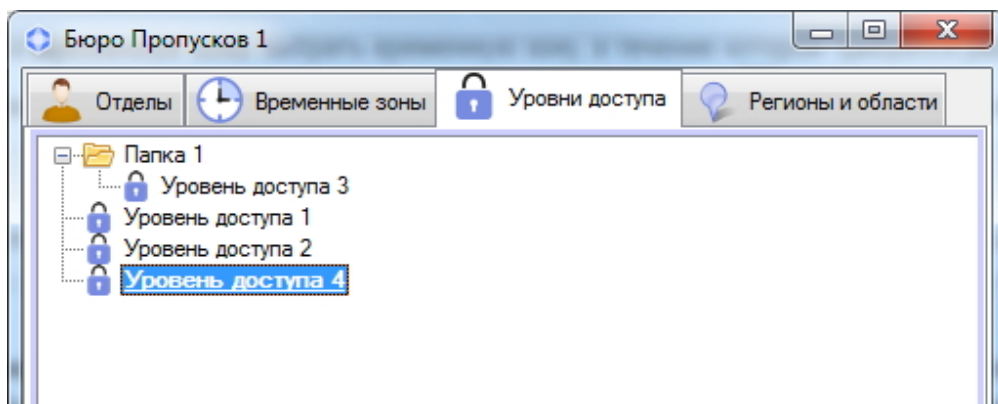 Бюро Пропусков 1
Отделы Временные зоны Уровни доступа Регионы и области
Папка 1
Уровень доступа 3
Уровень доступа 1
Уровень доступа 2
Уровень доступа 4